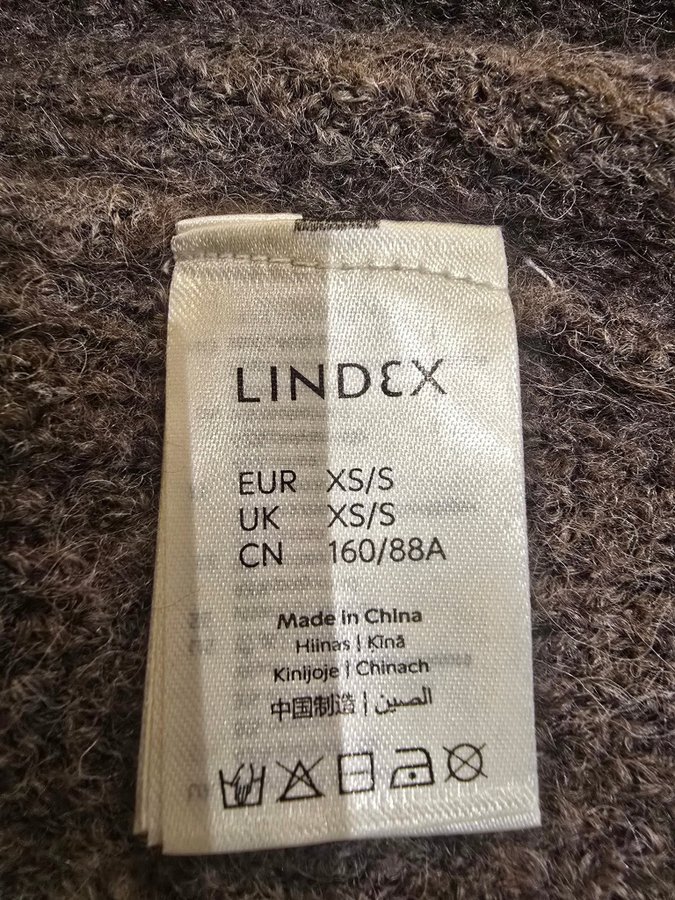 LINDEX
EUR XS/S
UK XS/S
CN 160/88A
Made in China
Hiinas | Kīnā
Kinijoje | Chinach
中国制造 | الصين